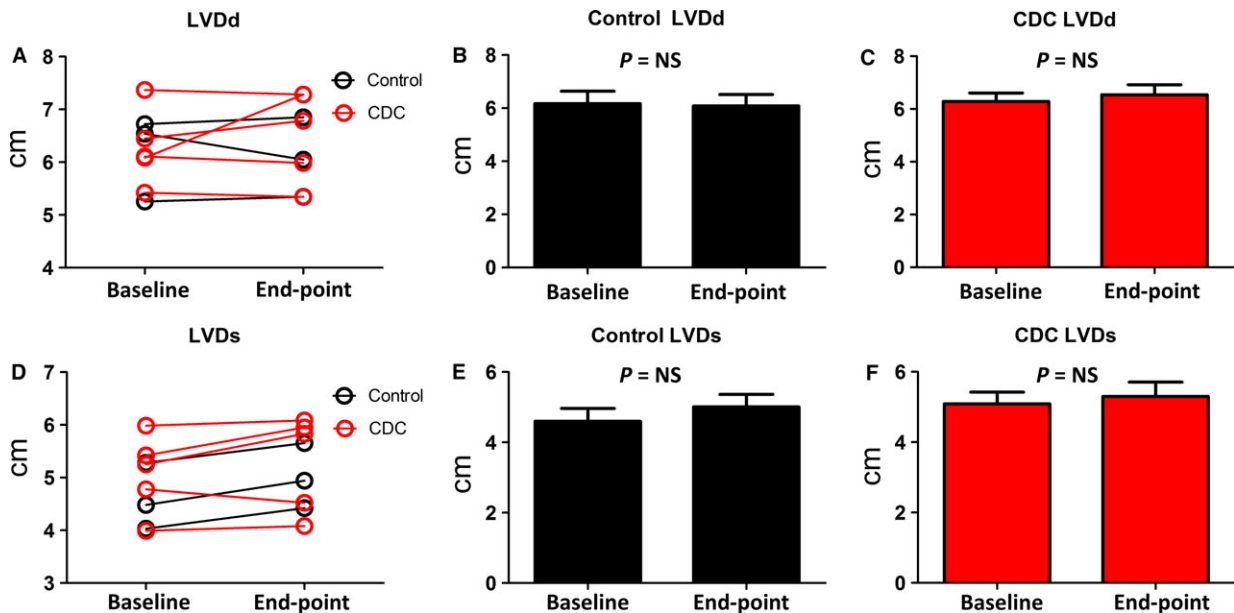 LVDd
A
8
7
6
5
4
cm
Control
CDC
Baseline
End-point
Control LVDd
B
P = NS
8
6
4
2
0
cm
Baseline
End-point
CDC LVDd
C
P = NS
8
6
4
2
0
cm
Baseline
End-point
LVDs
D
7
6
5
4
3
cm
Control
CDC
Baseline
End-point
Control LVDs
E
P = NS
6
4
2
0
cm
Baseline
End-point
CDC LVDs
F
P = NS
6
4
2
0
cm
Baseline
End-point